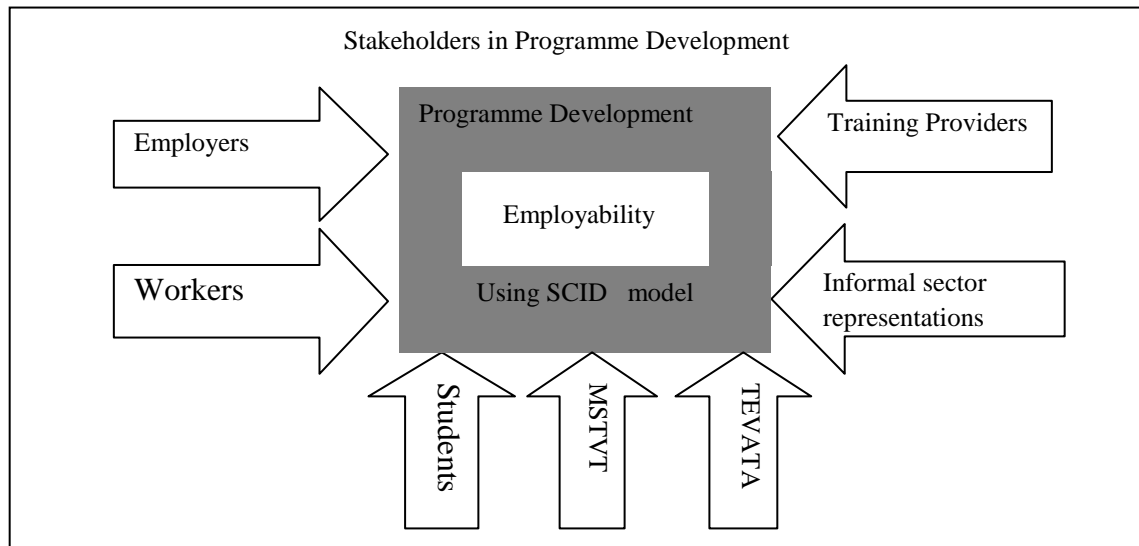 Stakeholders in Programme Development
Programme Development
Employers
Training Providers
Employability
Workers
Using SCID model
Informal sector
representations
Students
MSTVT
TEVATA